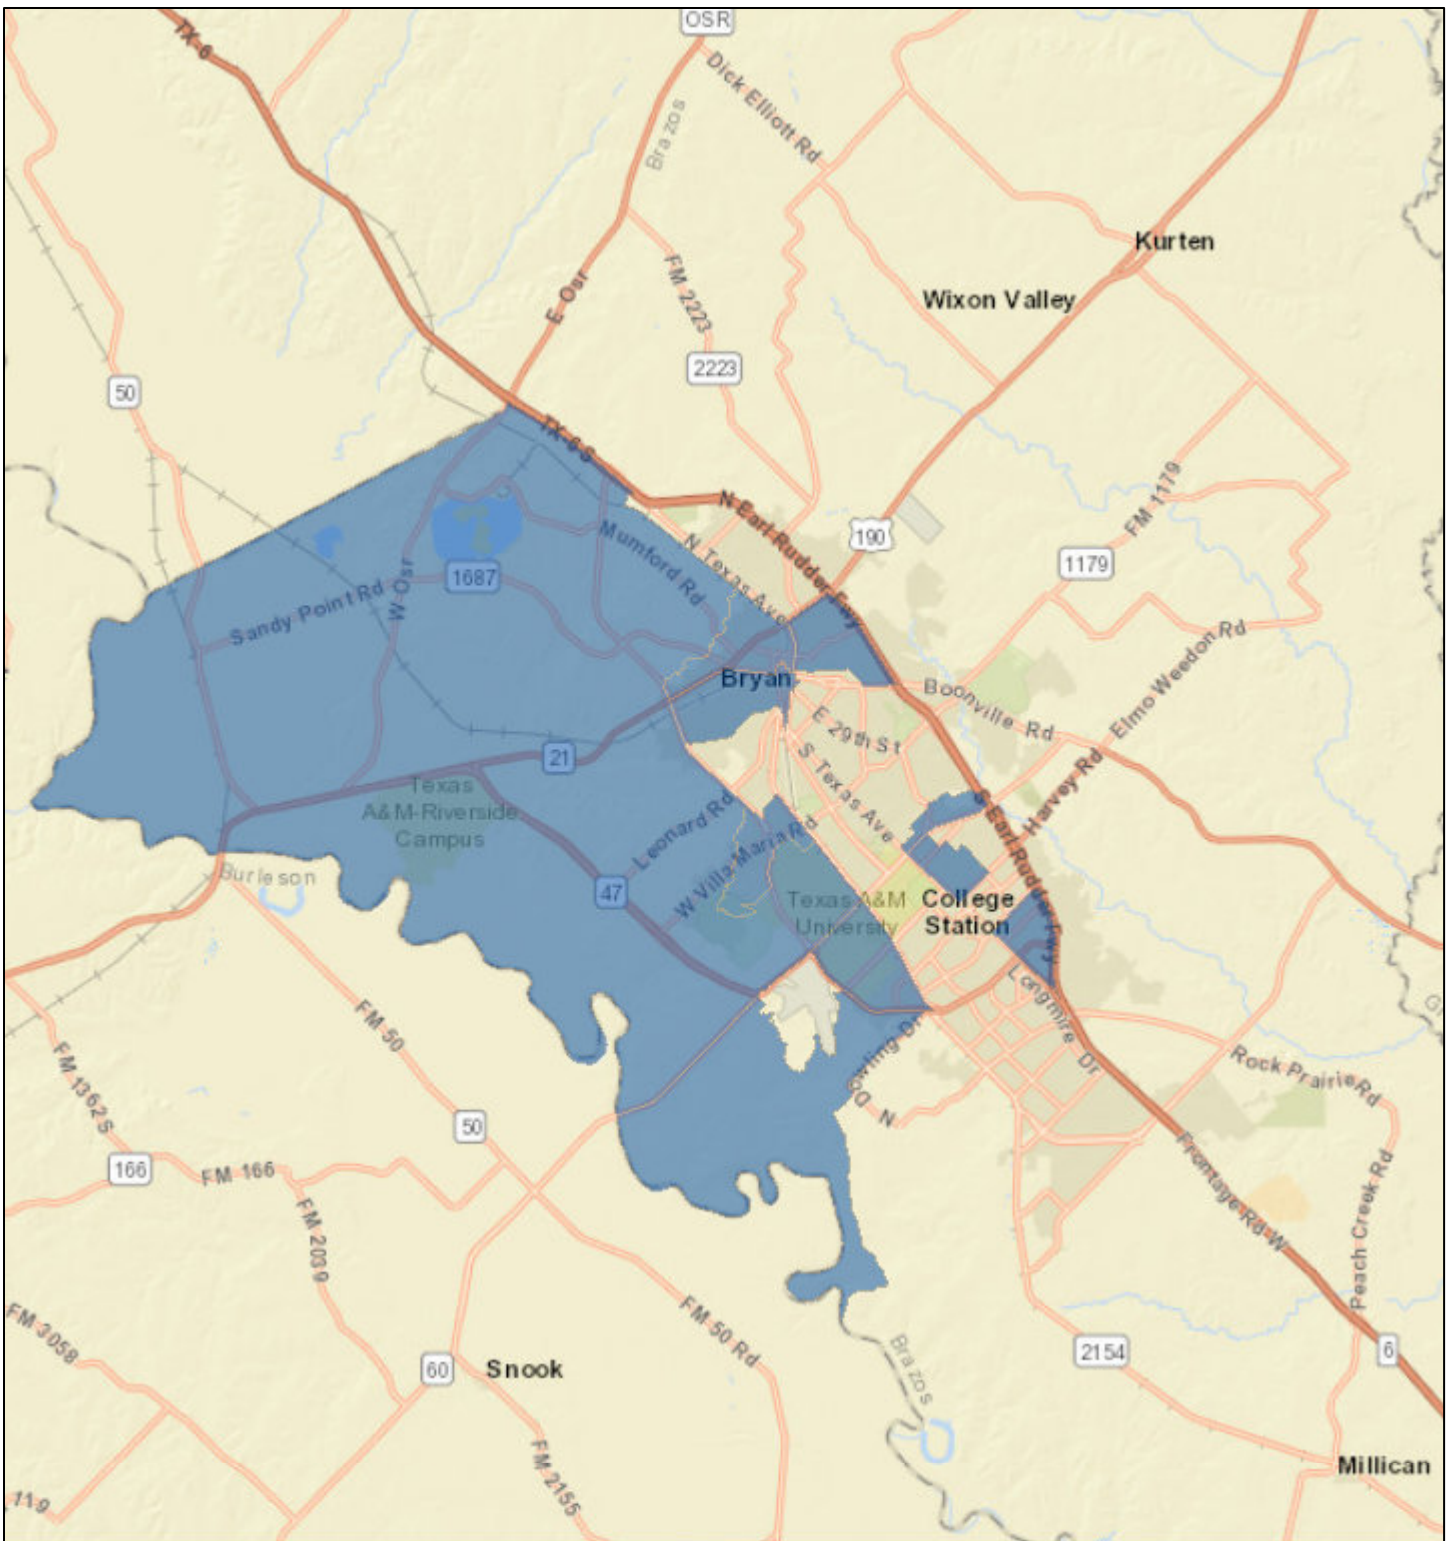 OSR
TX-6
Dick Elliott Rd
Brazos
Kurten
Wixon Valley
E Osr
FM 2223
2223
50
TX-6 S
N Earl Rudder Fwy
FM 1179
190
1179
Mumford Rd
N Texas Ave
1687
W Osr
Sandy Point Rd
Elmo Weedon Rd
Bryan
Boonville Rd
E 29th St
21
S Texas Ave
Harvey Rd
Texas
A&M-Riverside
Campus
S Earl Rudder Fwy
Leonard Rd
W Villa Maria Rd
Burleson
47
Texas A&M
University
College
Station
Longmire Dr
FM 50
FM 1362 S
N Dowling Dr
Rock Prairie Rd
50
166
FM 166
FM 2039
Frontage Rd W
Peach Creek Rd
FM 3058
FM 50 Rd
Brazos
2154
6
60
Snook
FM 2155
Millican
119